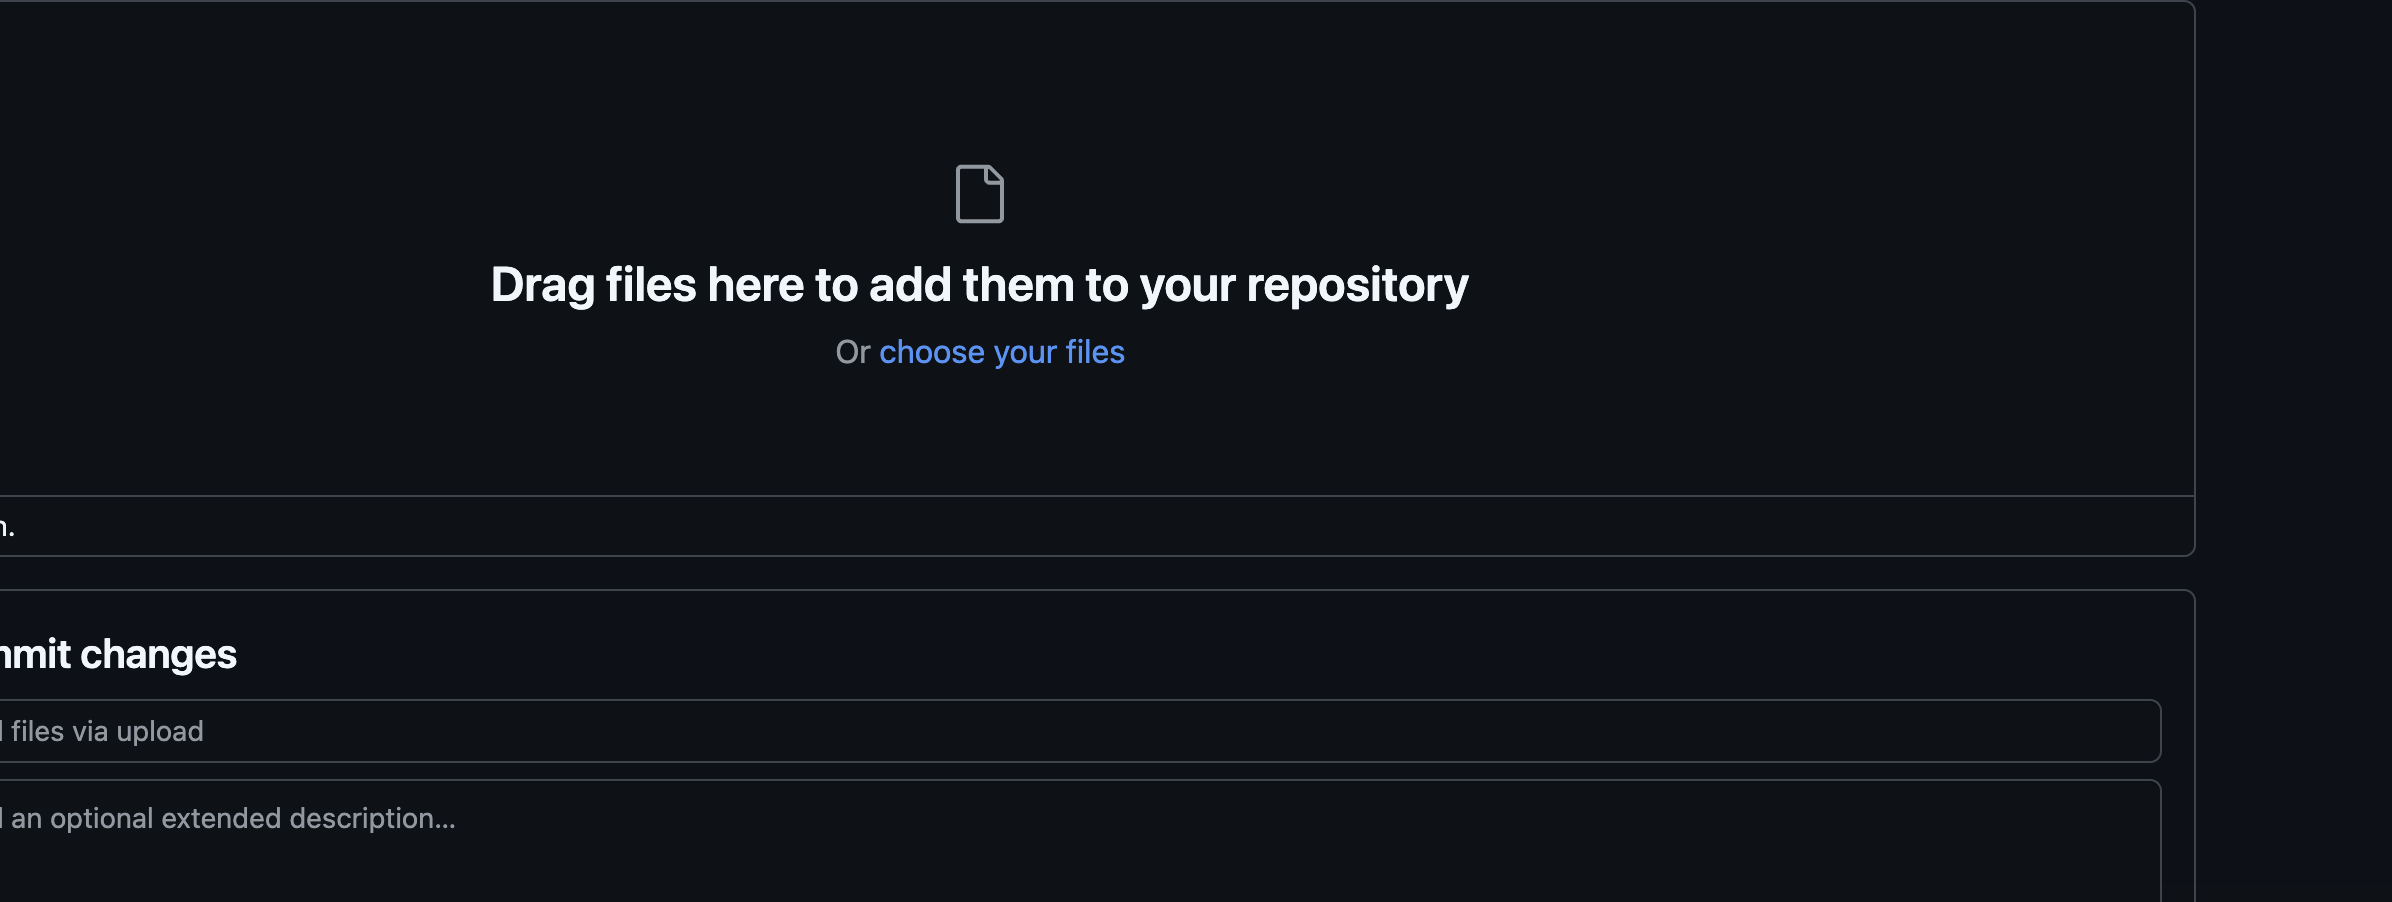 Drag files here to add them to your repository
Or choose your files
changes
files via upload
an optional extended description...